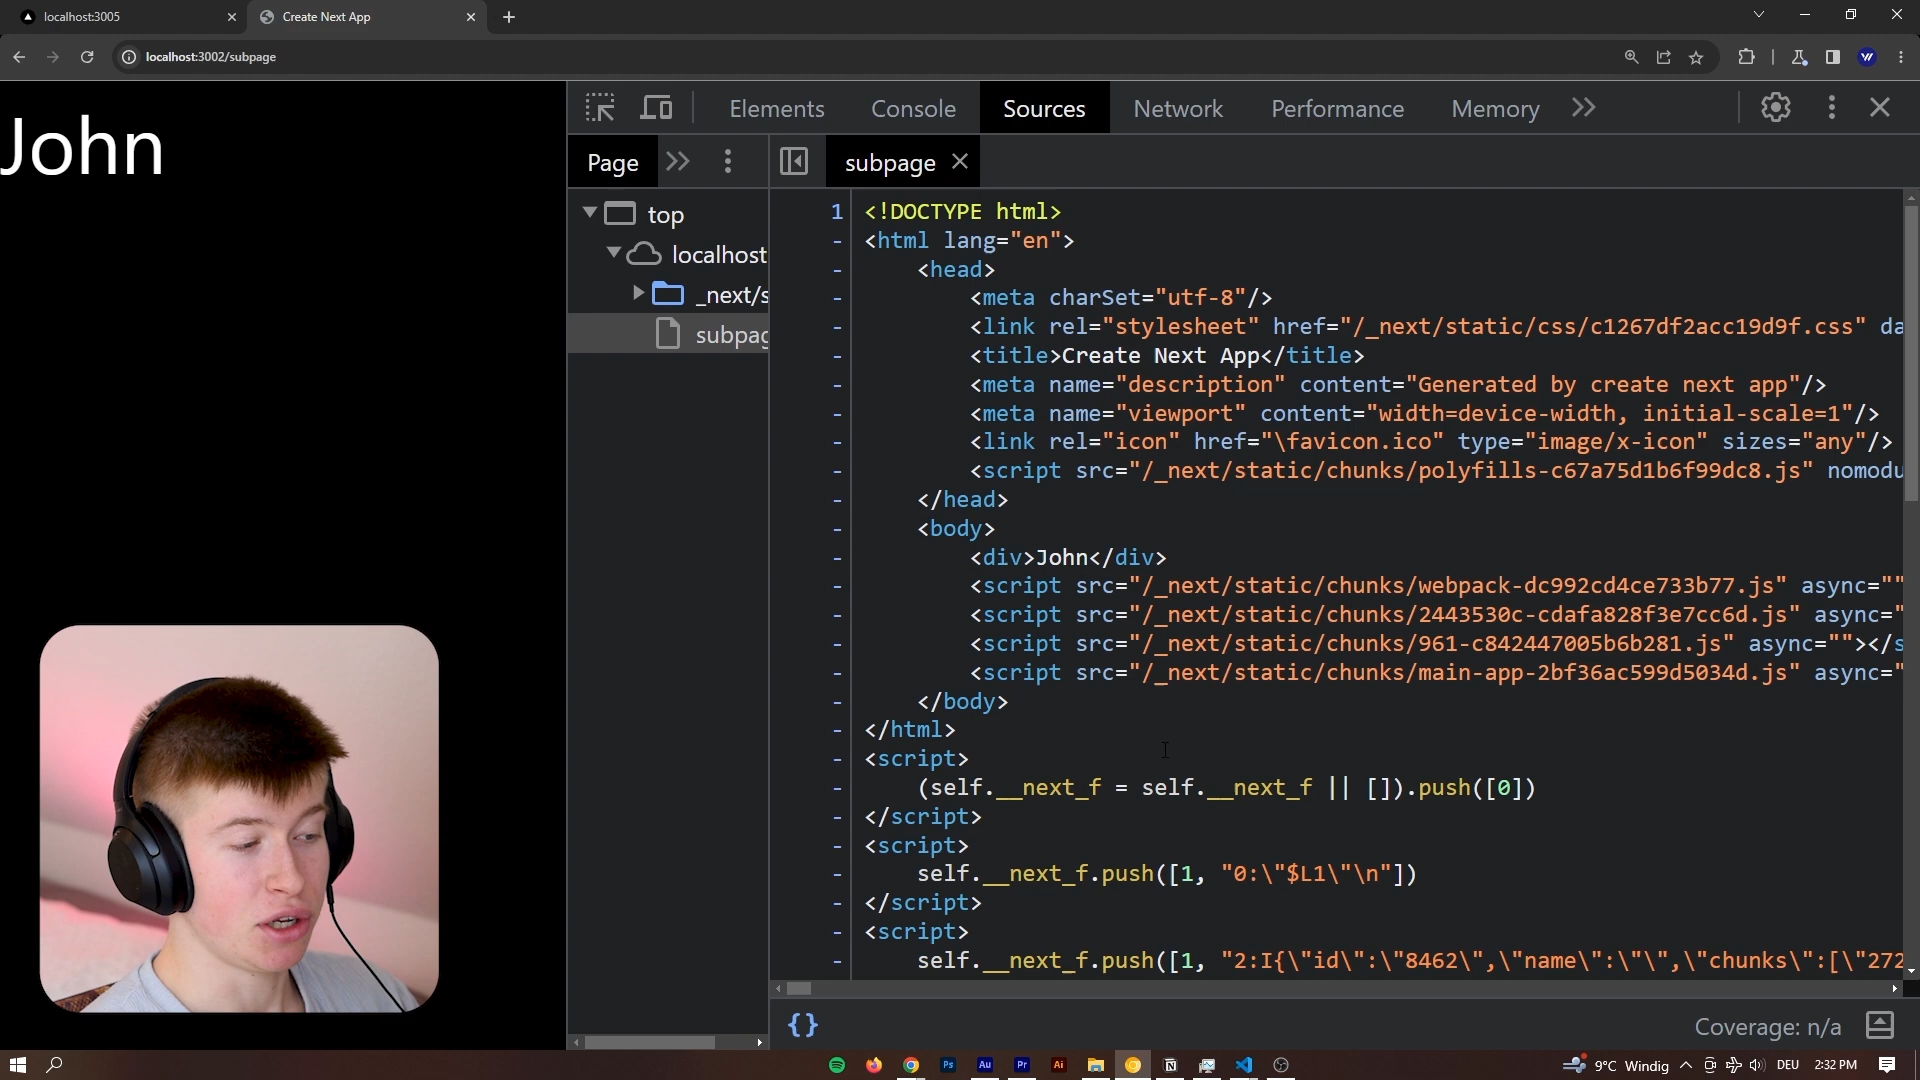 localhost:3005
Create Next App
localhost:3002/subpage
John
Elements Console Sources Network Performance Memory
Page
subpage
top
localhost
_next/s
subpag
1 <!DOCTYPE html>
- <html lang="en">
- <head>
- <meta charSet="utf-8"/>
- <link rel="stylesheet" href="/_next/static/css/c1267df2acc19d9f.css" da
- <title>Create Next App</title>
- <meta name="description" content="Generated by create next app"/>
- <meta name="viewport" content="width=device-width, initial-scale=1"/>
- <link rel="icon" href="\favicon.ico" type="image/x-icon" sizes="any"/>
- <script src="/_next/static/chunks/polyfills-c67a75d1b6f99dc8.js" nomodu
- </head>
- <body>
- <div>John</div>
- <script src="/_next/static/chunks/webpack-dc992cd4ce733b77.js" async=""
- <script src="/_next/static/chunks/2443530c-cdafa828f3e7cc6d.js" async="
- <script src="/_next/static/chunks/961-c842447005b6b281.js" async=""></s
- <script src="/_next/static/chunks/main-app-2bf36ac599d5034d.js" async="
- </body>
- </html>
- <script>
- (self.__next_f = self.__next_f || []).push([0])
- </script>
- <script>
- self.__next_f.push([1, "0:\"$L1\"\n"])
- </script>
- <script>
- self.__next_f.push([1, "2:I{\"id\":\"8462\",\"name\":\"\",\"chunks\":[\"272
{}
Coverage: n/a
Ps
Au
Pr
Ai
9°C Windig
DEU
2:32 PM